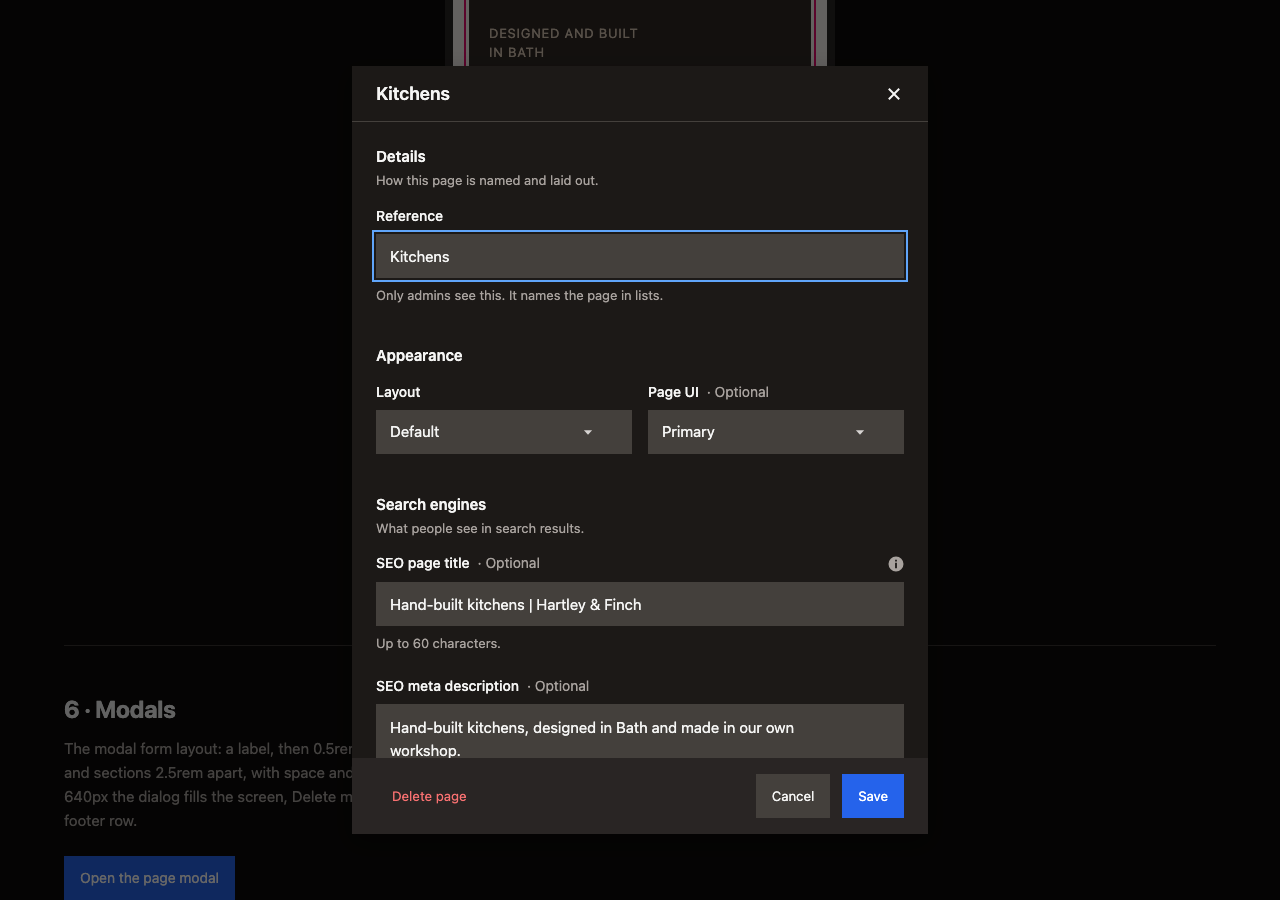 DESIGNED AND BUILT
IN BATH
Kitchens
Details
How this page is named and laid out.
Reference
Kitchens
Only admins see this. It names the page in lists.
Appearance
Layout
Page UI · Optional
Default
Primary
Search engines
What people see in search results.
SEO page title · Optional
Hand-built kitchens | Hartley & Finch
Up to 60 characters.
SEO meta description · Optional
Hand-built kitchens, designed in Bath and made in our own
workshop.
Delete page
Cancel
Save
6 · Modals
The modal form layout: a label, then 0.5rem
and sections 2.5rem apart, with space and
640px the dialog fills the screen, Delete
footer row.
Open the page modal